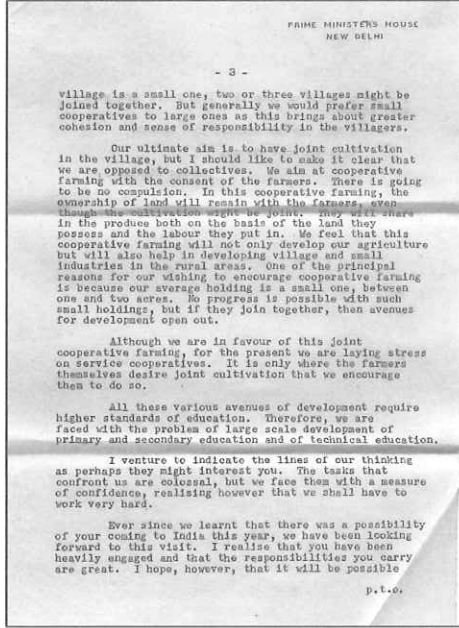 PRIME MINISTER'S HOUSE
NEW DELHI
- 3 -
village is a small one, two or three villages might be
joined together. But generally we would prefer small
cooperatives to large ones as this brings about greater
cohesion and sense of responsibility in the villagers.
Our ultimate aim is to have joint cultivation
in the village, but I should like to make it clear that
we are opposed to collectives. We aim at cooperative
farming with the consent of the farmers. There is going
to be no compulsion. In this cooperative farming, the
ownership of land will remain with the farmers, even
though the cultivation might be joint. They will share
in the produce both on the basis of the land they
possess and the labour they put in. We feel that this
cooperative farming will not only develop our agriculture
but will also help in developing village and small
industries in the rural areas. One of the principal
reasons for our wishing to encourage cooperative farming
is because our average holding is a small one, between
one and two acres. No progress is possible with such
small holdings, but if they join together, then avenues
for development open out.
Although we are in favour of this joint
cooperative farming, for the present we are laying stress
on service cooperatives. It is only where the farmers
themselves desire joint cultivation that we encourage
them to do so.
All these various avenues of development require
higher standards of education. Therefore, we are
faced with the problem of large scale development of
primary and secondary education and of technical education.
I venture to indicate the lines of our thinking
as perhaps they might interest you. The tasks that
confront us are colossal, but we face them with a measure
of confidence, realising however that we shall have to
work very hard.
Ever since we learnt that there was a possibility
of your coming to India this year, we have been looking
forward to this visit. I realise that you have been
heavily engaged and that the responsibilities you carry
are great. I hope, however, that it will be possible
p.t.o.